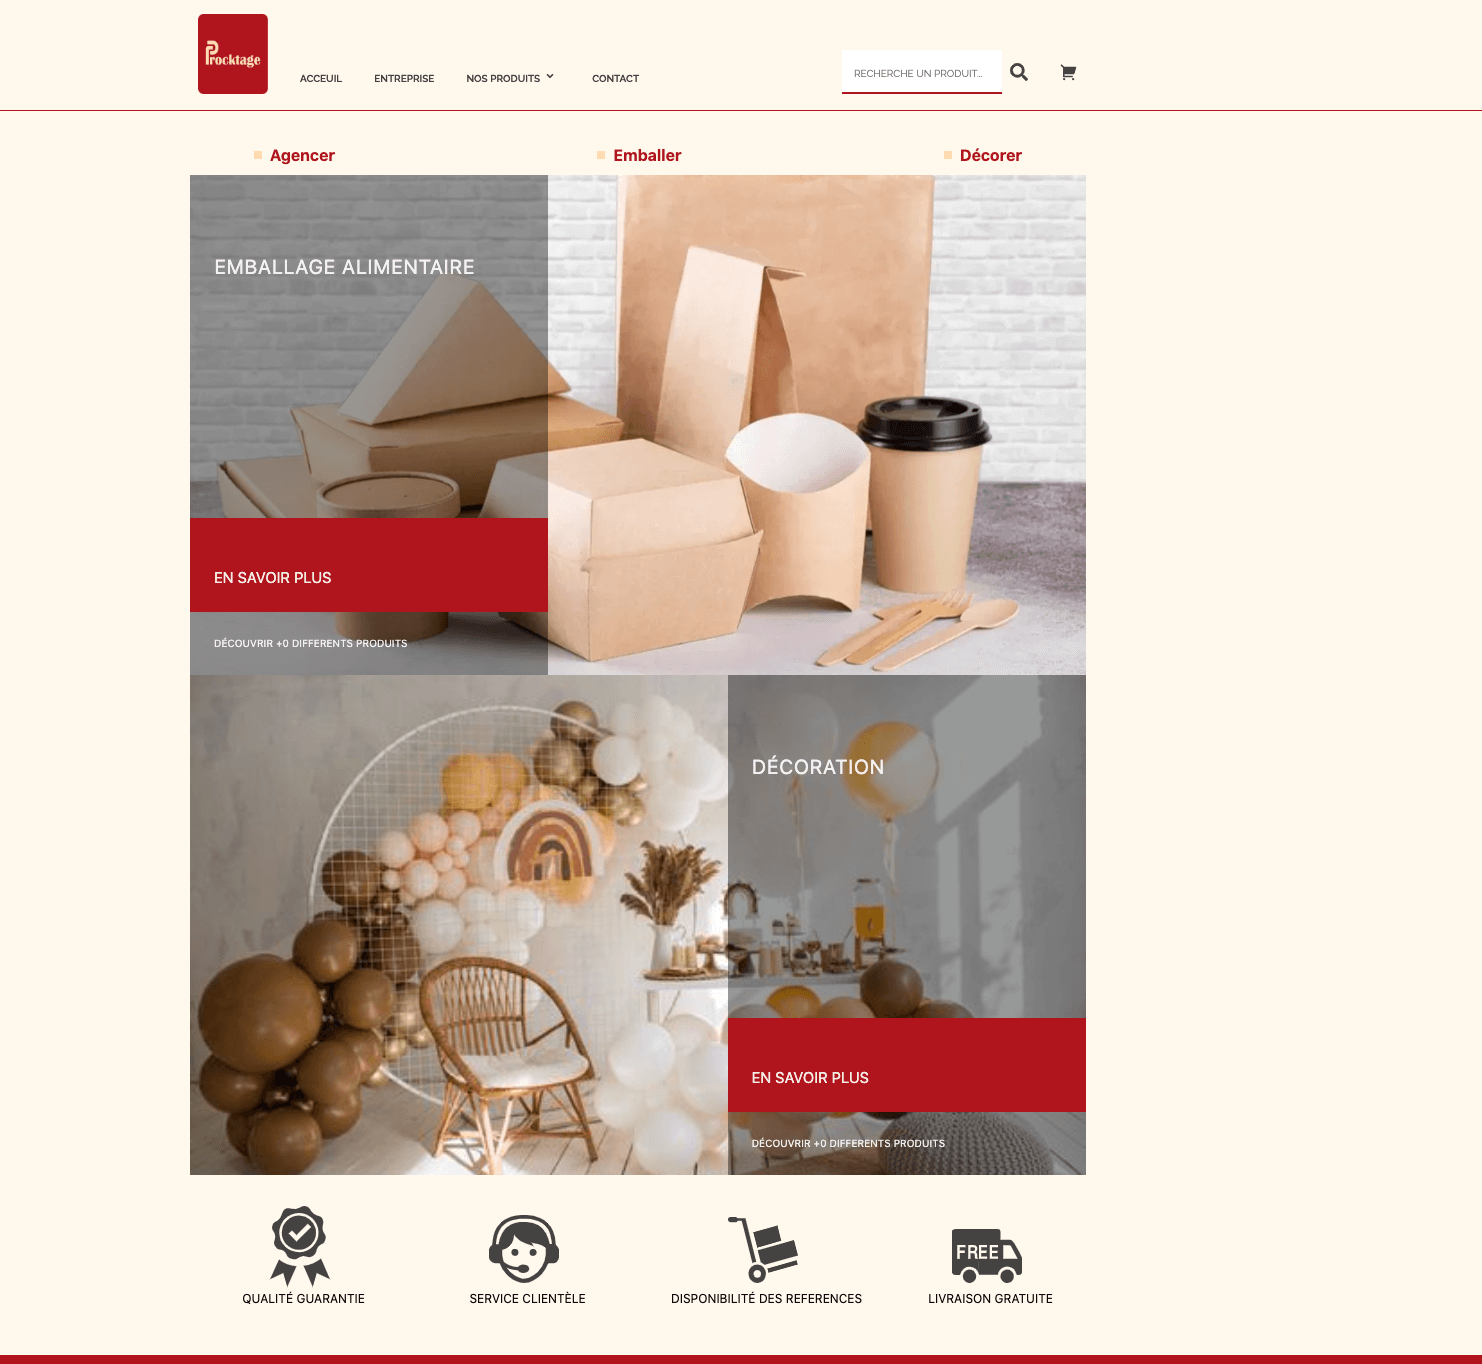 Procktage
ACCEUIL
ENTREPRISE
NOS PRODUITS
CONTACT
RECHERCHE UN PRODUIT...
Agencer
Emballer
Décorer
EMBALLAGE ALIMENTAIRE
EN SAVOIR PLUS
DÉCOUVRIR +0 DIFFERENTS PRODUITS
DÉCORATION
EN SAVOIR PLUS
DÉCOUVRIR +0 DIFFERENTS PRODUITS
FREE
QUALITÉ GUARANTIE
SERVICE CLIENTÈLE
DISPONIBILITÉ DES REFERENCES
LIVRAISON GRATUITE